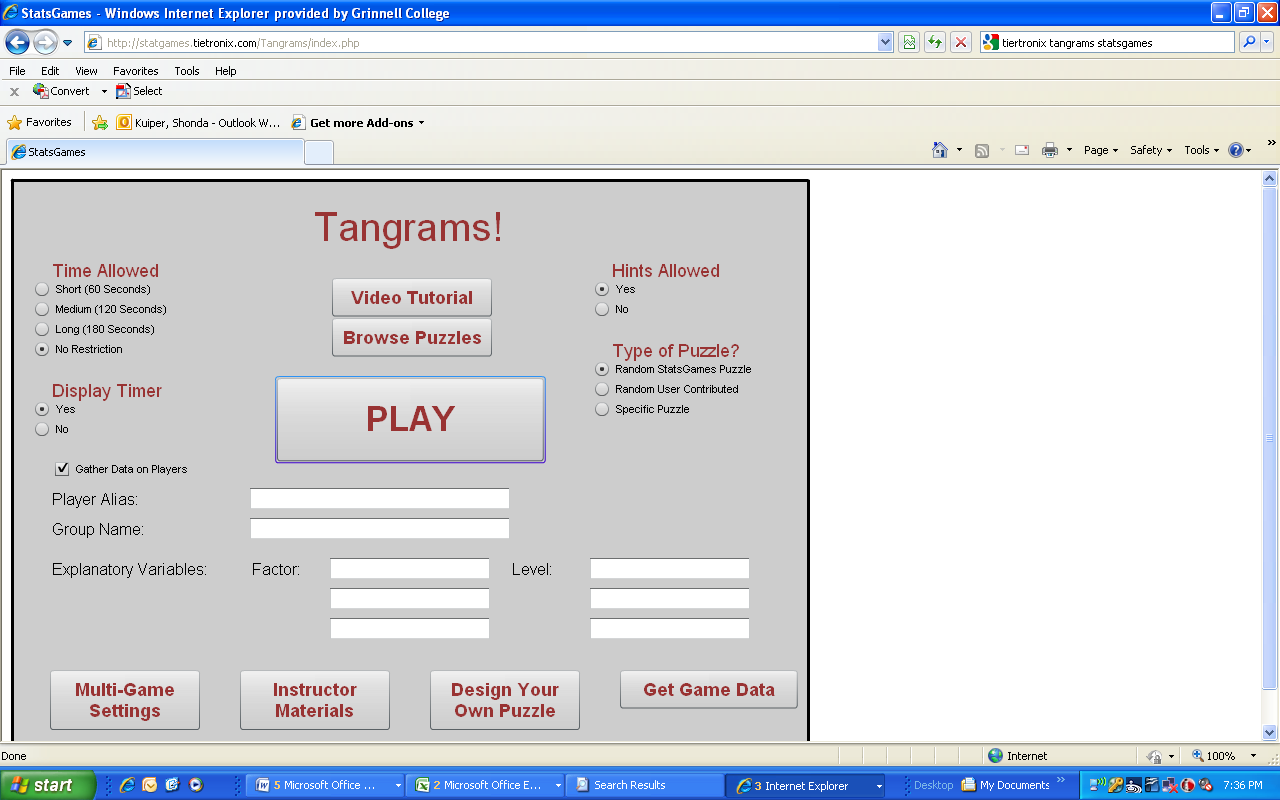 StatsGames - Windows Internet Explorer provided by Grinnell College
http://statgames.tietronix.com/Tangrams/index.php
tiertronix tangrams statsgames
File Edit View Favorites Tools Help
x Convert Select
Favorites Kuiper, Shonda - Outlook W... Get more Add-ons
StatsGames
Page Safety Tools »
Tangrams!
Time Allowed
Short (60 Seconds)
Medium (120 Seconds)
Long (180 Seconds)
No Restriction
Display Timer
Yes
No
Video Tutorial
Browse Puzzles
PLAY
Hints Allowed
Yes
No
Type of Puzzle?
Random StatsGames Puzzle
Random User Contributed
Specific Puzzle
Gather Data on Players
Player Alias:
Group Name:
Explanatory Variables: Factor: Level:
Multi-Game
Settings
Instructor
Materials
Design Your
Own Puzzle
Get Game Data
Done Internet 100%
start 5 Microsoft Office ... 2 Microsoft Office E... Search Results 3 Internet Explorer Desktop My Documents » 7:36 PM